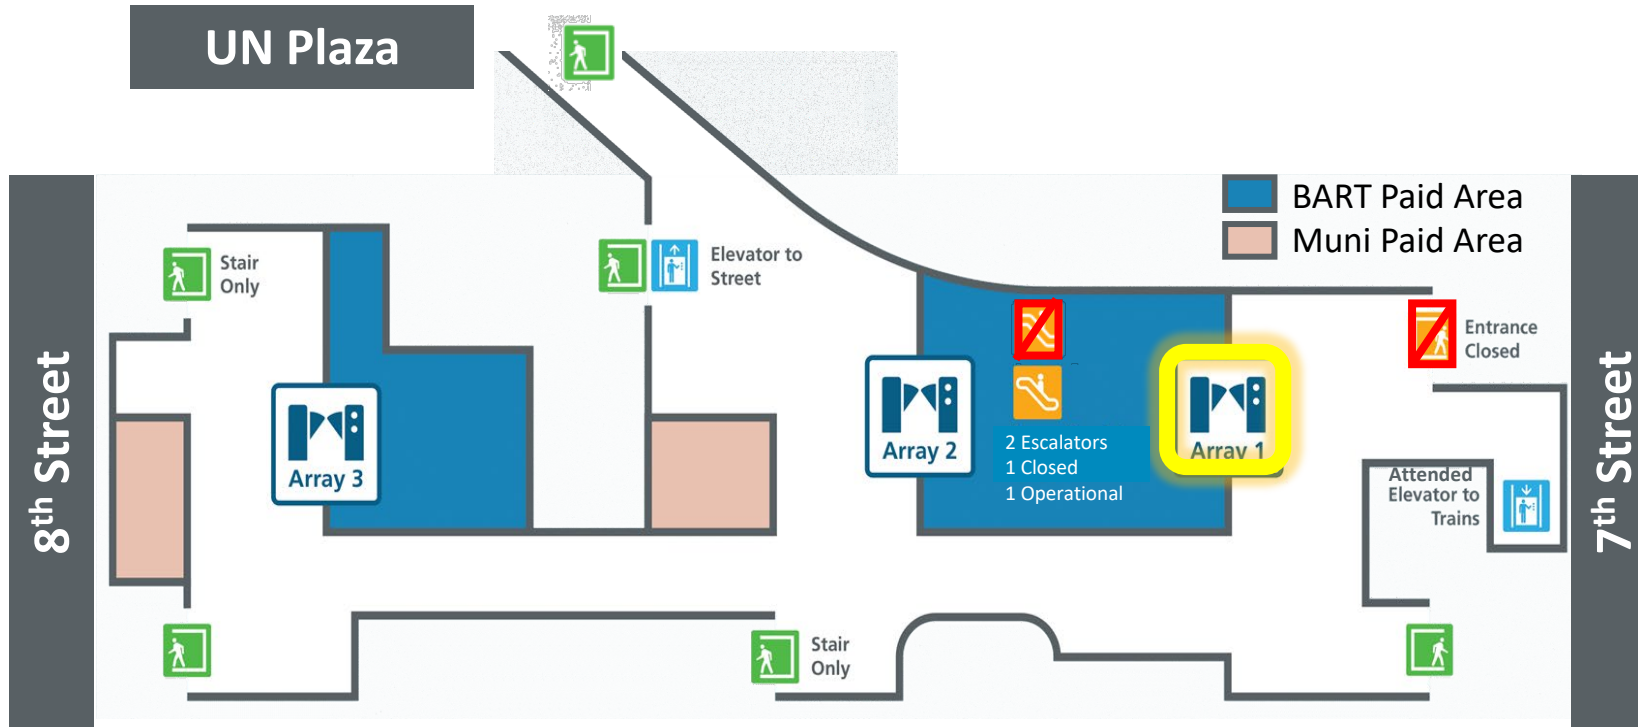 UN Plaza
BART Paid Area
Muni Paid Area
Stair
Only
Elevator to
Street
Entrance
Closed
8th Street
7th Street
Array 3
Array 2
Array 1
2 Escalators
1 Closed
1 Operational
Attended
Elevator to
Trains
Stair
Only